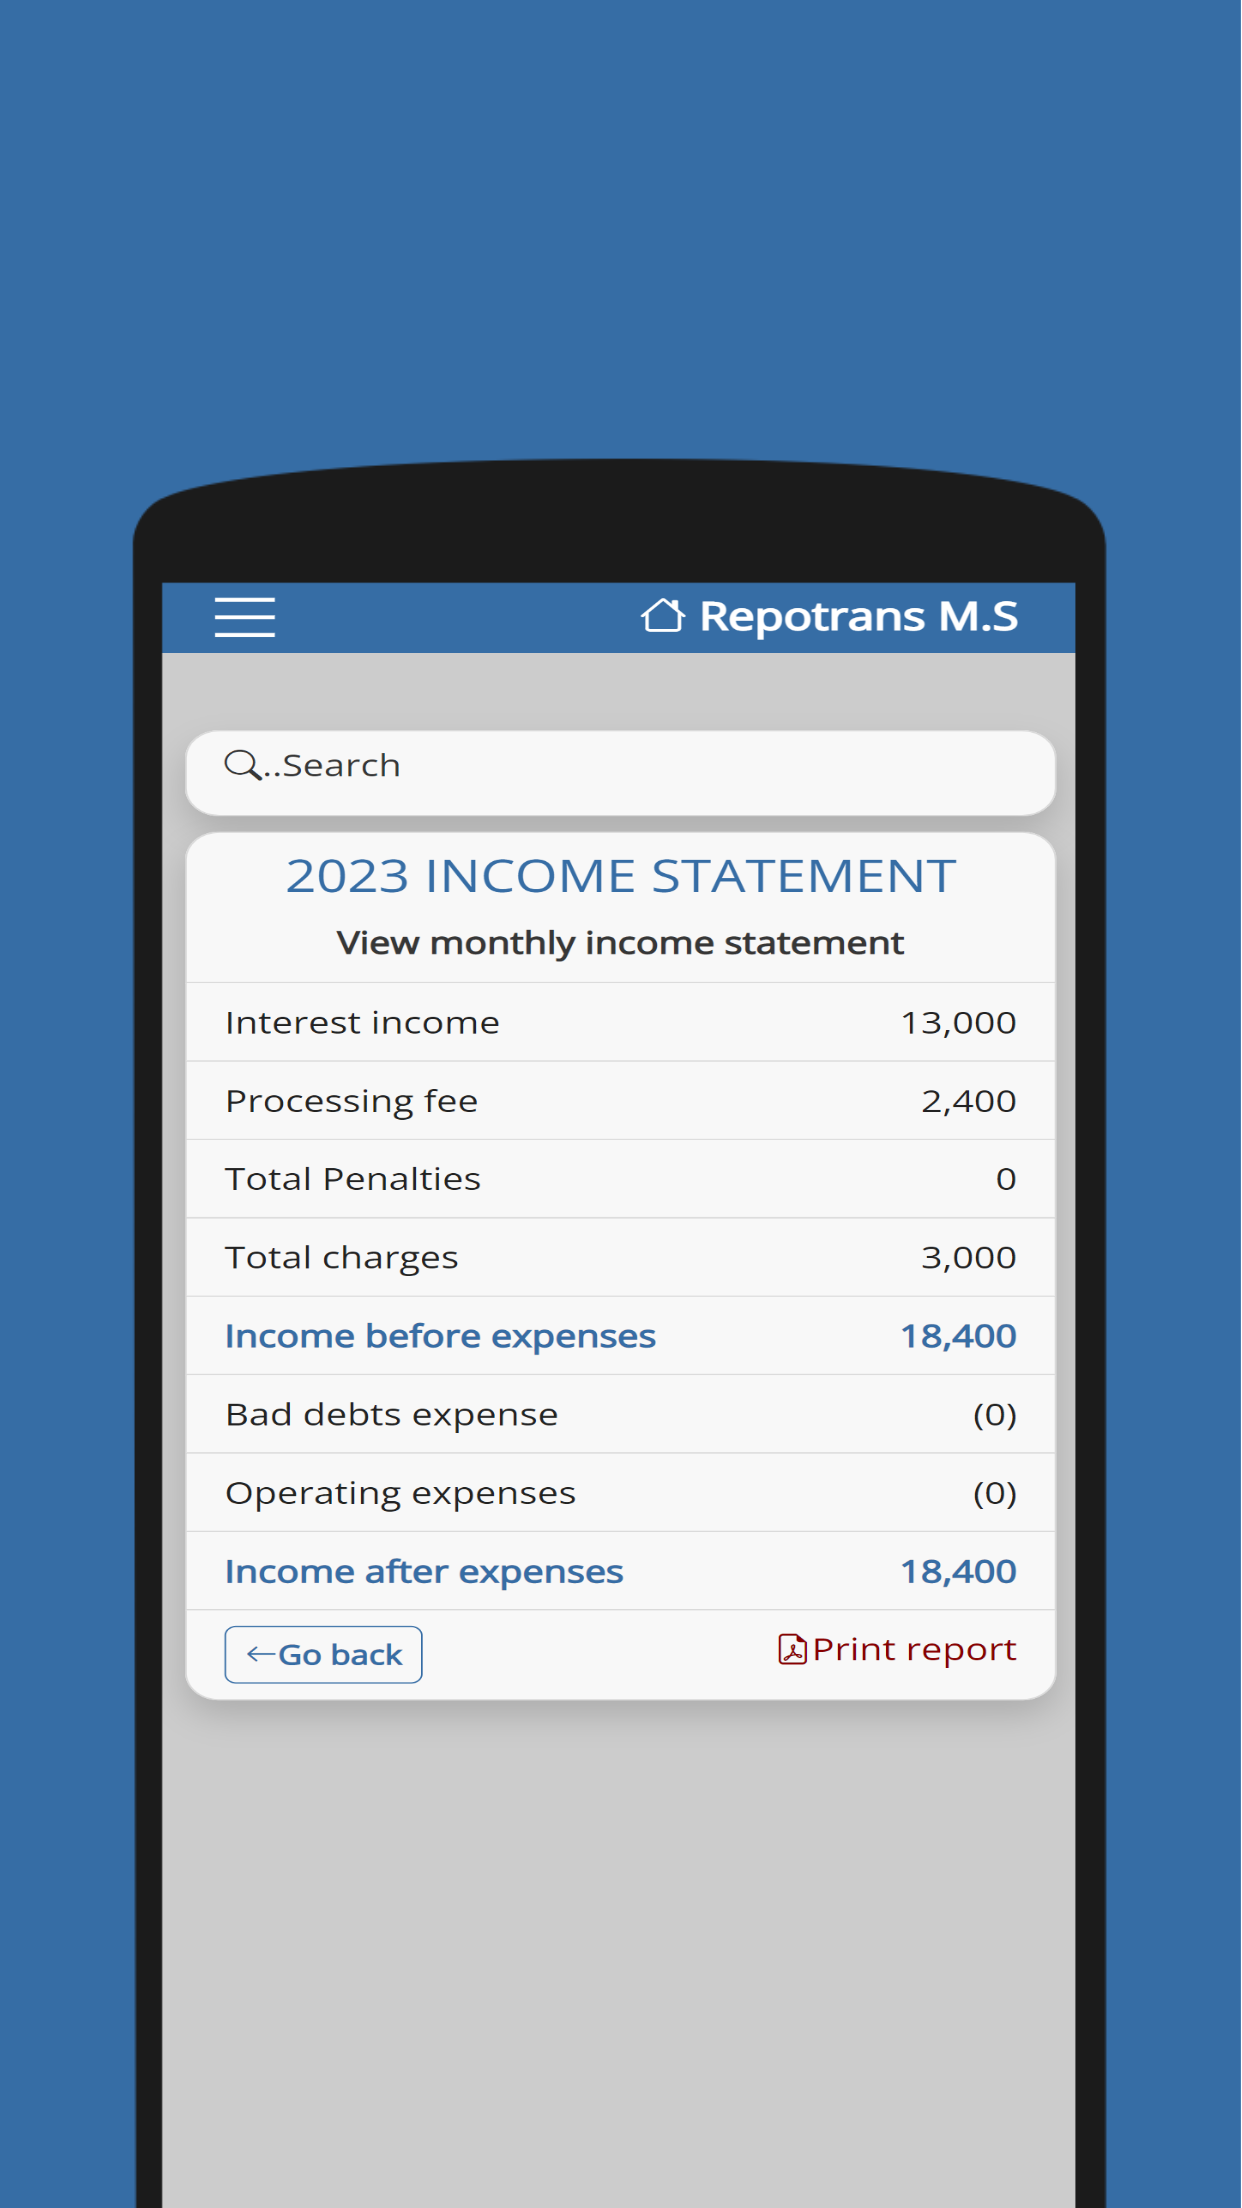 Repotrans M.S
..Search
2023 INCOME STATEMENT
View monthly income statement
Interest income 13,000
Processing fee 2,400
Total Penalties 0
Total charges 3,000
Income before expenses 18,400
Bad debts expense (0)
Operating expenses (0)
Income after expenses 18,400
Go back Print report